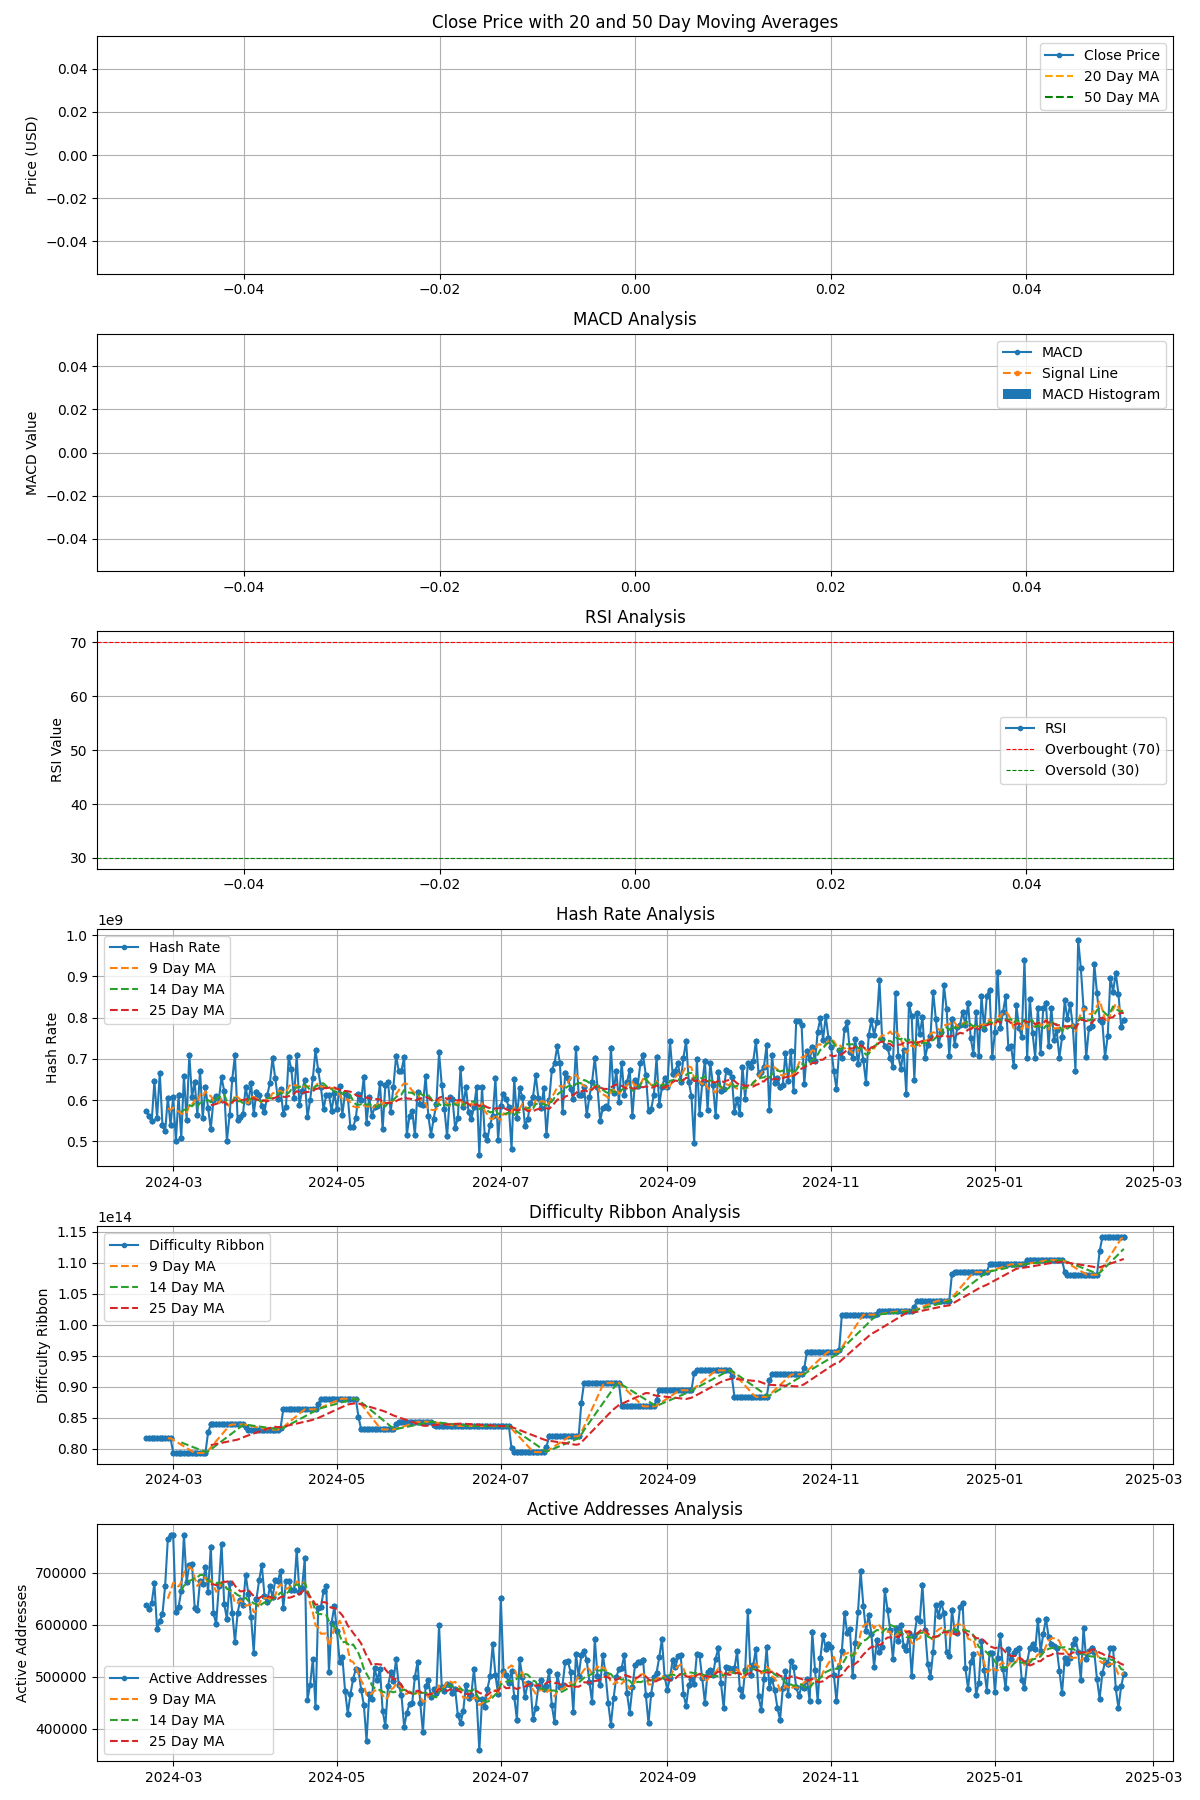 Close Price with 20 and 50 Day Moving Averages
Price (USD)
0.04
0.02
0.00
−0.02
−0.04
Close Price
20 Day MA
50 Day MA
−0.04 −0.02 0.00 0.02 0.04
MACD Analysis
MACD Value
0.04
0.02
0.00
−0.02
−0.04
MACD
Signal Line
MACD Histogram
−0.04 −0.02 0.00 0.02 0.04
RSI Analysis
RSI Value
70
60
50
40
30
RSI
Overbought (70)
Oversold (30)
−0.04 −0.02 0.00 0.02 0.04
Hash Rate Analysis
1e9
Hash Rate
1.0
0.9
0.8
0.7
0.6
0.5
Hash Rate
9 Day MA
14 Day MA
25 Day MA
2024-03 2024-05 2024-07 2024-09 2024-11 2025-01 2025-03
Difficulty Ribbon Analysis
1e14
Difficulty Ribbon
1.15
1.10
1.05
1.00
0.95
0.90
0.85
0.80
Difficulty Ribbon
9 Day MA
14 Day MA
25 Day MA
2024-03 2024-05 2024-07 2024-09 2024-11 2025-01 2025-03
Active Addresses Analysis
Active Addresses
700000
600000
500000
400000
Active Addresses
9 Day MA
14 Day MA
25 Day MA
2024-03 2024-05 2024-07 2024-09 2024-11 2025-01 2025-03